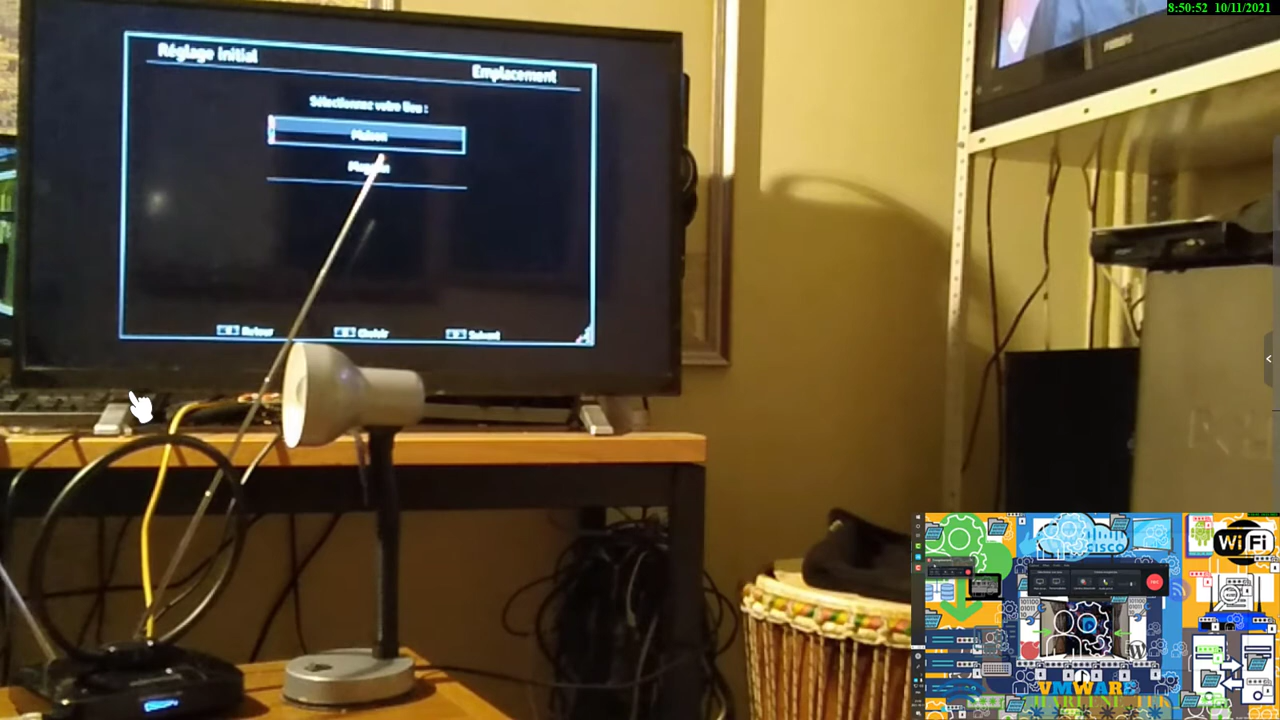 8:50:52 10/11/2021
Réglage Initial
Emplacement
Sélectionnez votre lieu :
Maison
Retour
Choisir
Suivant
PHILIPS
CISCO
WiFi
VMWARE